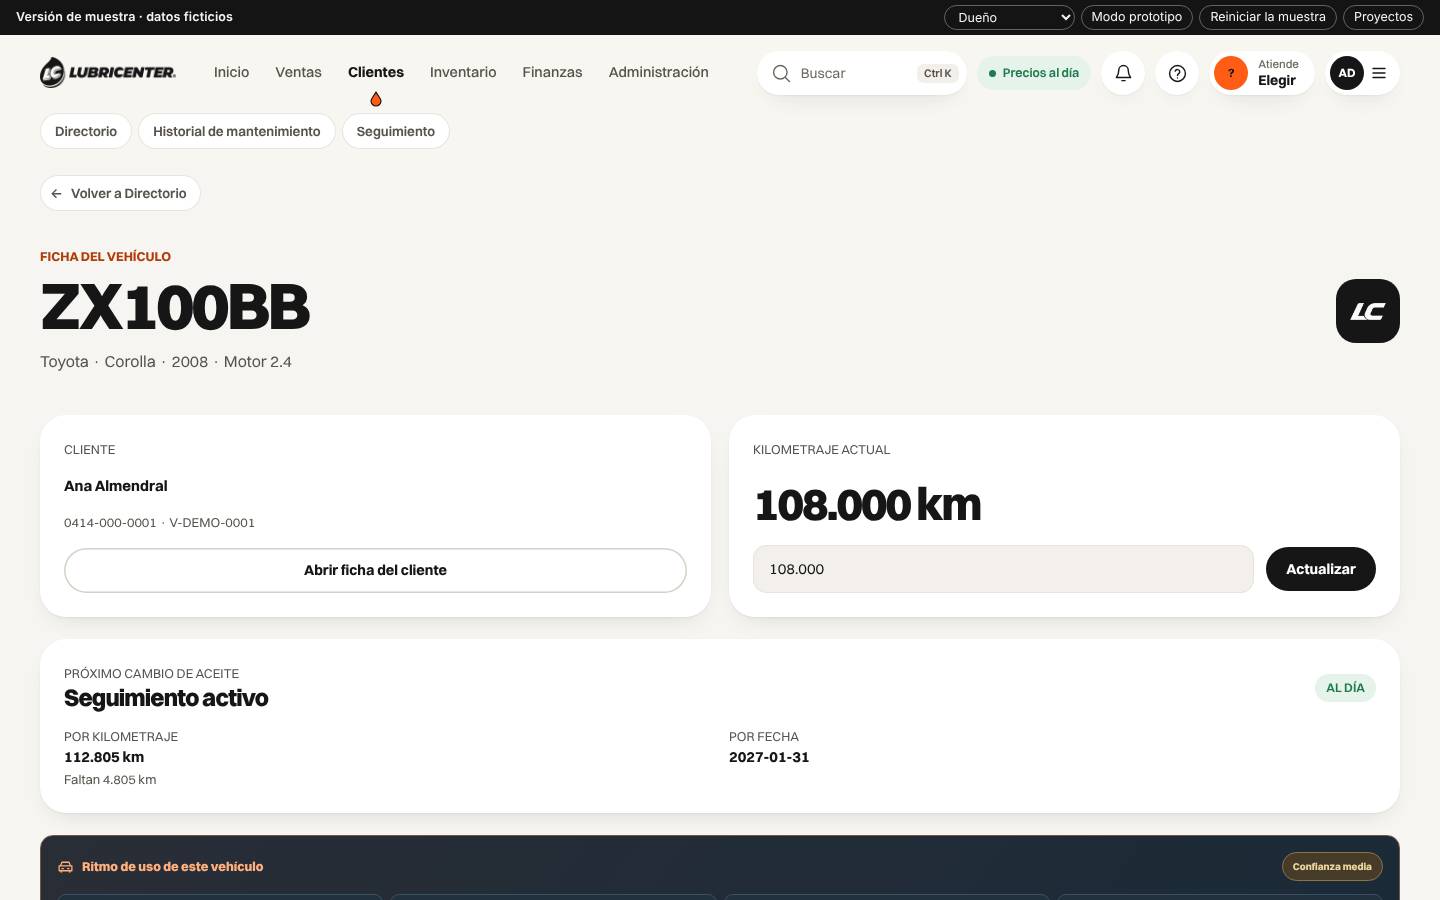 Versión de muestra · datos ficticios
Dueño
Modo prototipo
Reiniciar la muestra
Proyectos
LC LUBRICENTER.
Inicio
Ventas
Clientes
Inventario
Finanzas
Administración
Buscar
Ctrl K
Precios al día
?
Atiende
Elegir
AD
Directorio
Historial de mantenimiento
Seguimiento
← Volver a Directorio
FICHA DEL VEHÍCULO
ZX100BB
LC
Toyota · Corolla · 2008 · Motor 2.4
CLIENTE
Ana Almendral
0414-000-0001 · V-DEMO-0001
Abrir ficha del cliente
KILOMETRAJE ACTUAL
108.000 km
108.000
Actualizar
PRÓXIMO CAMBIO DE ACEITE
Seguimiento activo
AL DÍA
POR KILOMETRAJE
112.805 km
Faltan 4.805 km
POR FECHA
2027-01-31
Ritmo de uso de este vehículo
Confianza media